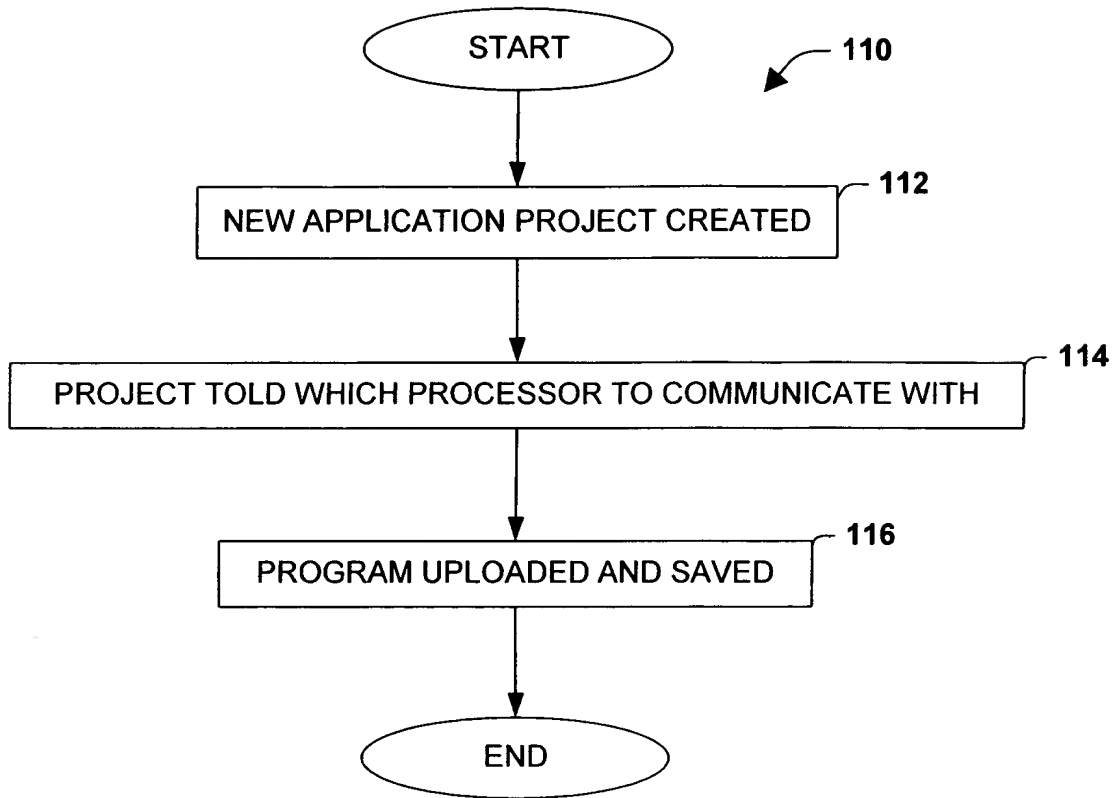 START
110
112
NEW APPLICATION PROJECT CREATED
114
PROJECT TOLD WHICH PROCESSOR TO COMMUNICATE WITH
116
PROGRAM UPLOADED AND SAVED
END